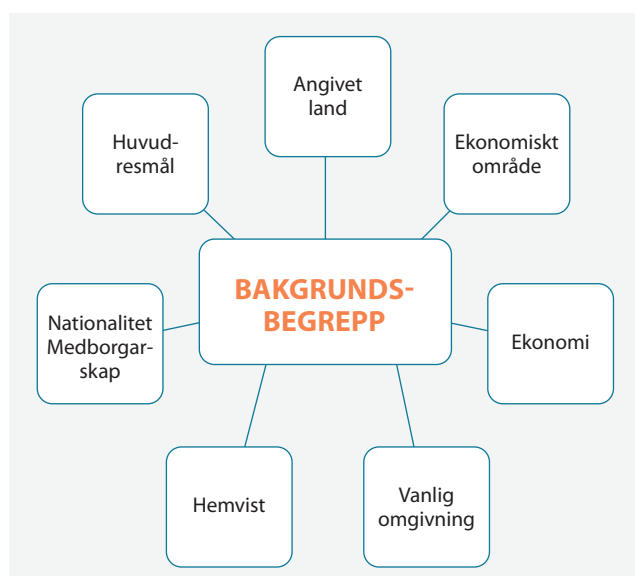 Angivet
land
Huvud-
resmål
Ekonomiskt
område
BAKGRUNDS-
BEGREPP
Nationalitet
Medborgar-
skap
Ekonomi
Hemvist
Vanlig
omgivning